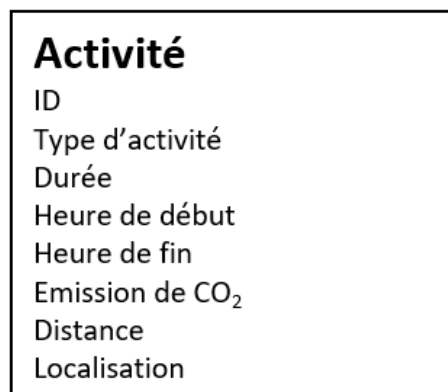 Activité
ID
Type d’activité
Durée
Heure de début
Heure de fin
Emission de CO₂
Distance
Localisation